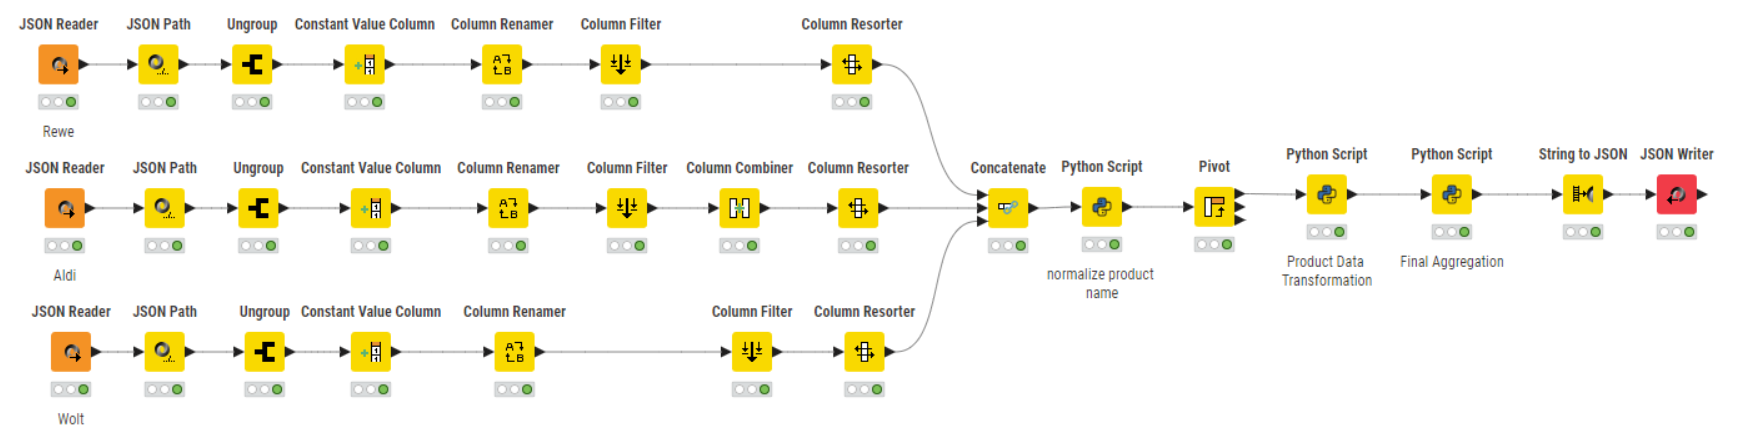 JSON Reader JSON Path Ungroup Constant Value Column Column Renamer Column Filter Column Resorter
Rewe
JSON Reader JSON Path Ungroup Constant Value Column Column Renamer Column Filter Column Combiner Column Resorter
Aldi
Concatenate Python Script Pivot Python Script Python Script String to JSON JSON Writer
normalize product
name
Product Data
Transformation
Final Aggregation
JSON Reader JSON Path Ungroup Constant Value Column Column Renamer Column Filter Column Resorter
Wolt